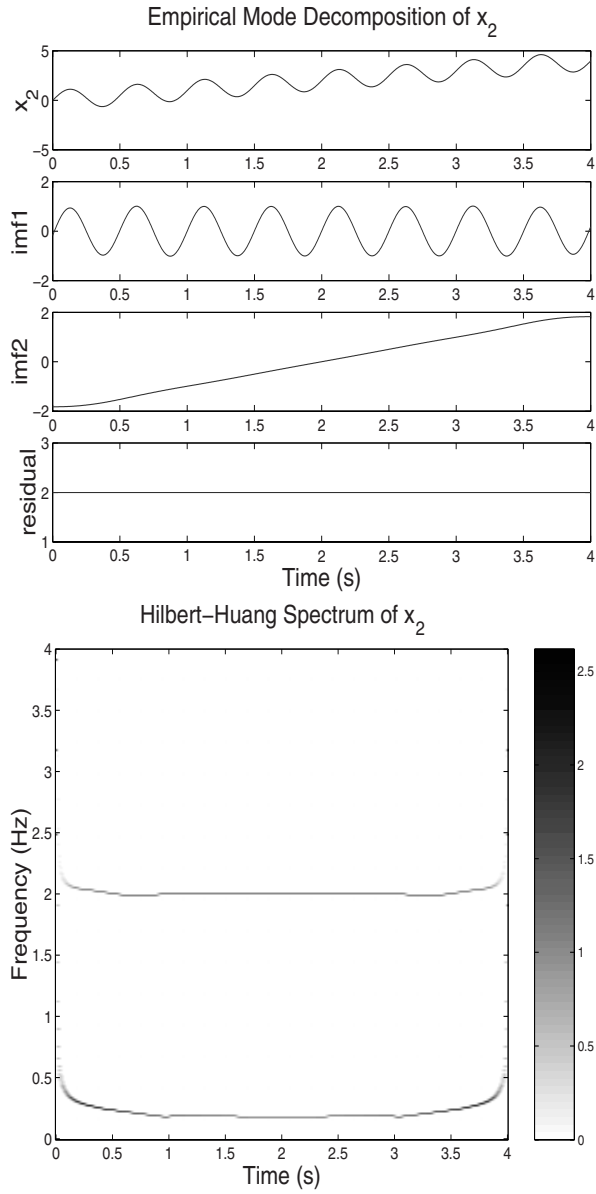 Empirical Mode Decomposition of x2
5
0
−5
x2
0 0.5 1 1.5 2 2.5 3 3.5 4
2
0
−2
imf1
0 0.5 1 1.5 2 2.5 3 3.5 4
2
0
−2
imf2
0 0.5 1 1.5 2 2.5 3 3.5 4
3
2
1
residual
0 0.5 1 1.5 2 2.5 3 3.5 4
Time (s)
Hilbert−Huang Spectrum of x2
4
3.5
3
2.5
2
1.5
1
0.5
0
Frequency (Hz)
0 0.5 1 1.5 2 2.5 3 3.5 4
Time (s)
2.5
2
1.5
1
0.5
0